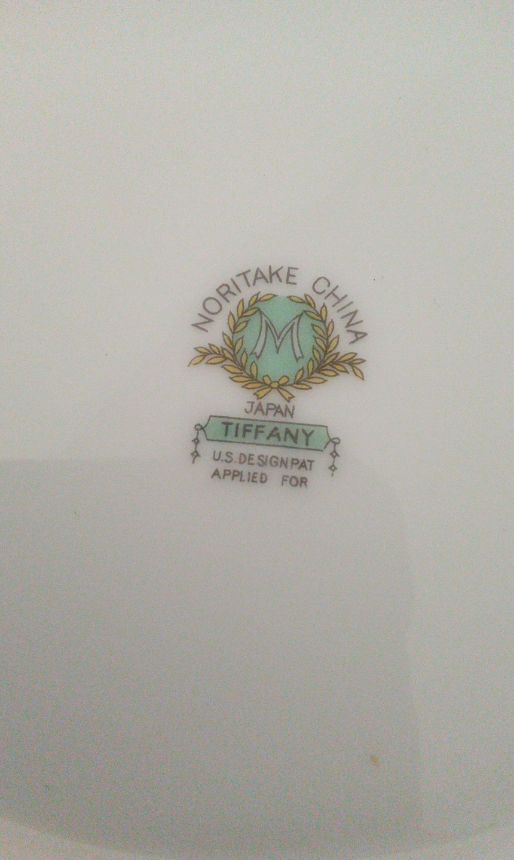 NORITAKE CHINA
M
JAPAN
TIFFANY
U.S. DESIGN PAT
APPLIED FOR